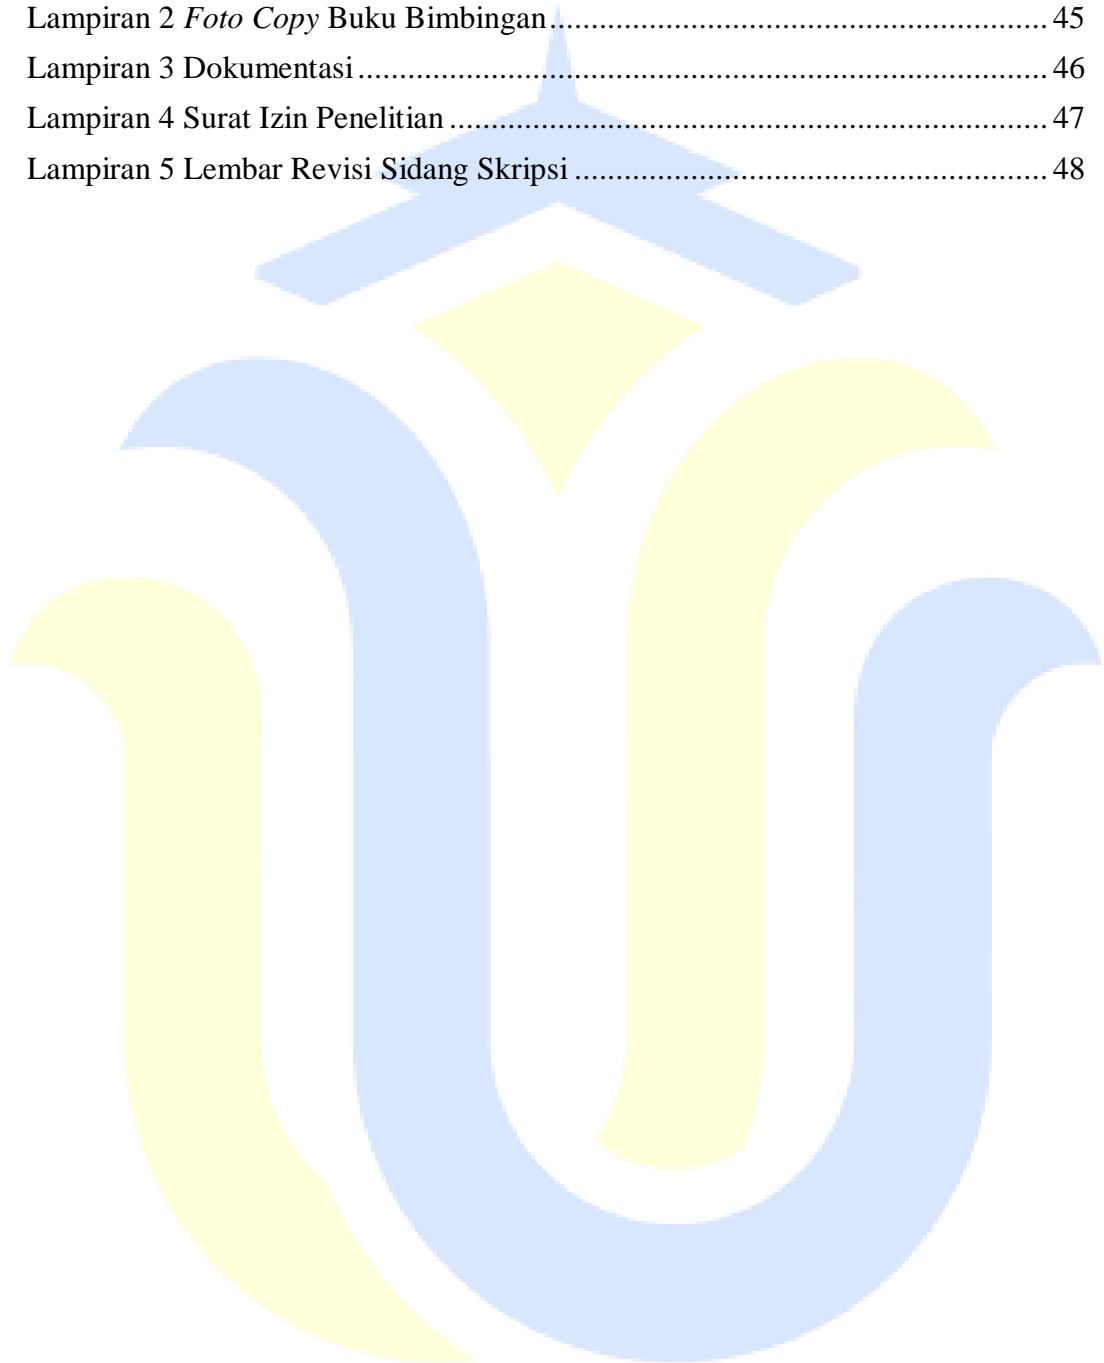 Lampiran 2 Foto Copy Buku Bimbingan .............................................................. 45
Lampiran 3 Dokumentasi ...................................................................................... 46
Lampiran 4 Surat Izin Penelitian ........................................................................... 47
Lampiran 5 Lembar Revisi Sidang Skripsi ........................................................... 48